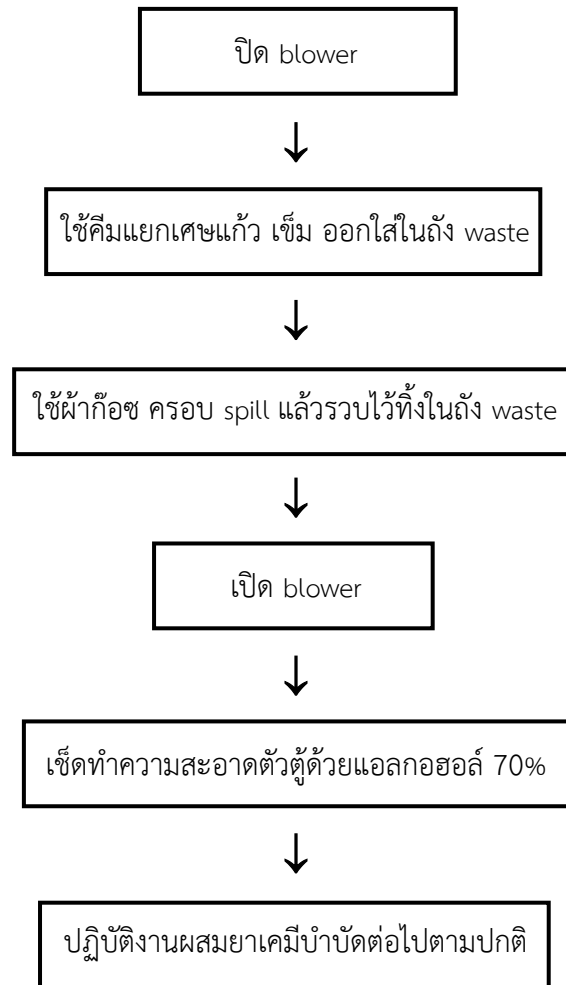 ปิด blower
ใช้คีมแยกเศษแก้ว เข็ม ออกใส่ในถัง waste
ใช้ผ้าก๊อซ ครอบ spill แล้วรวบไว้ทิ้งในถัง waste
เปิด blower
เช็ดทำความสะอาดตัวตู้ด้วยแอลกอฮอล์ 70%
ปฏิบัติงานผสมยาเคมีบำบัดต่อไปตามปกติ